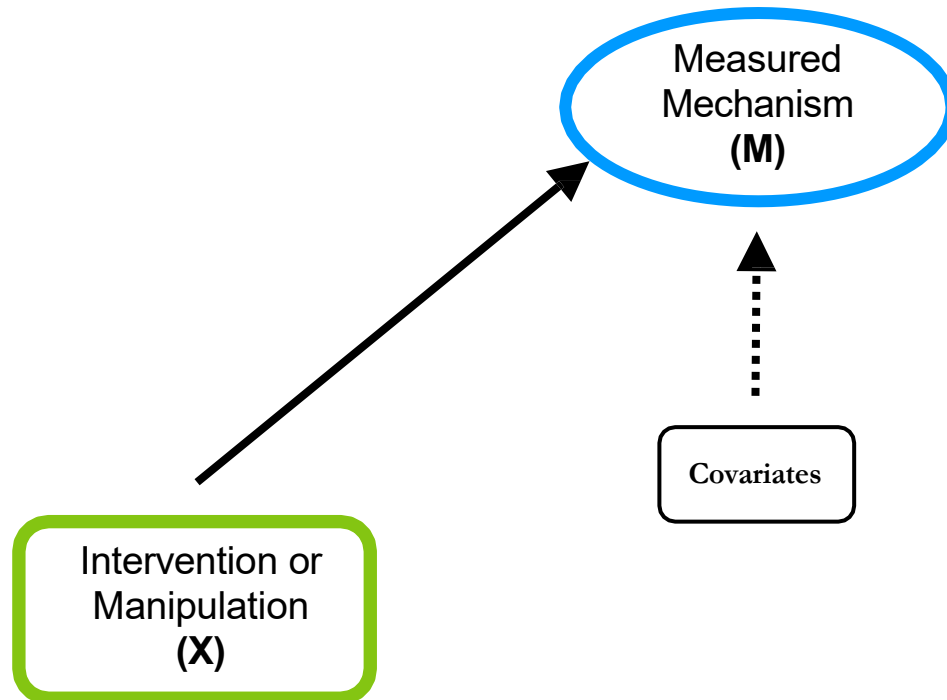 Measured
Mechanism
(M)
Covariates
Intervention or
Manipulation
(X)